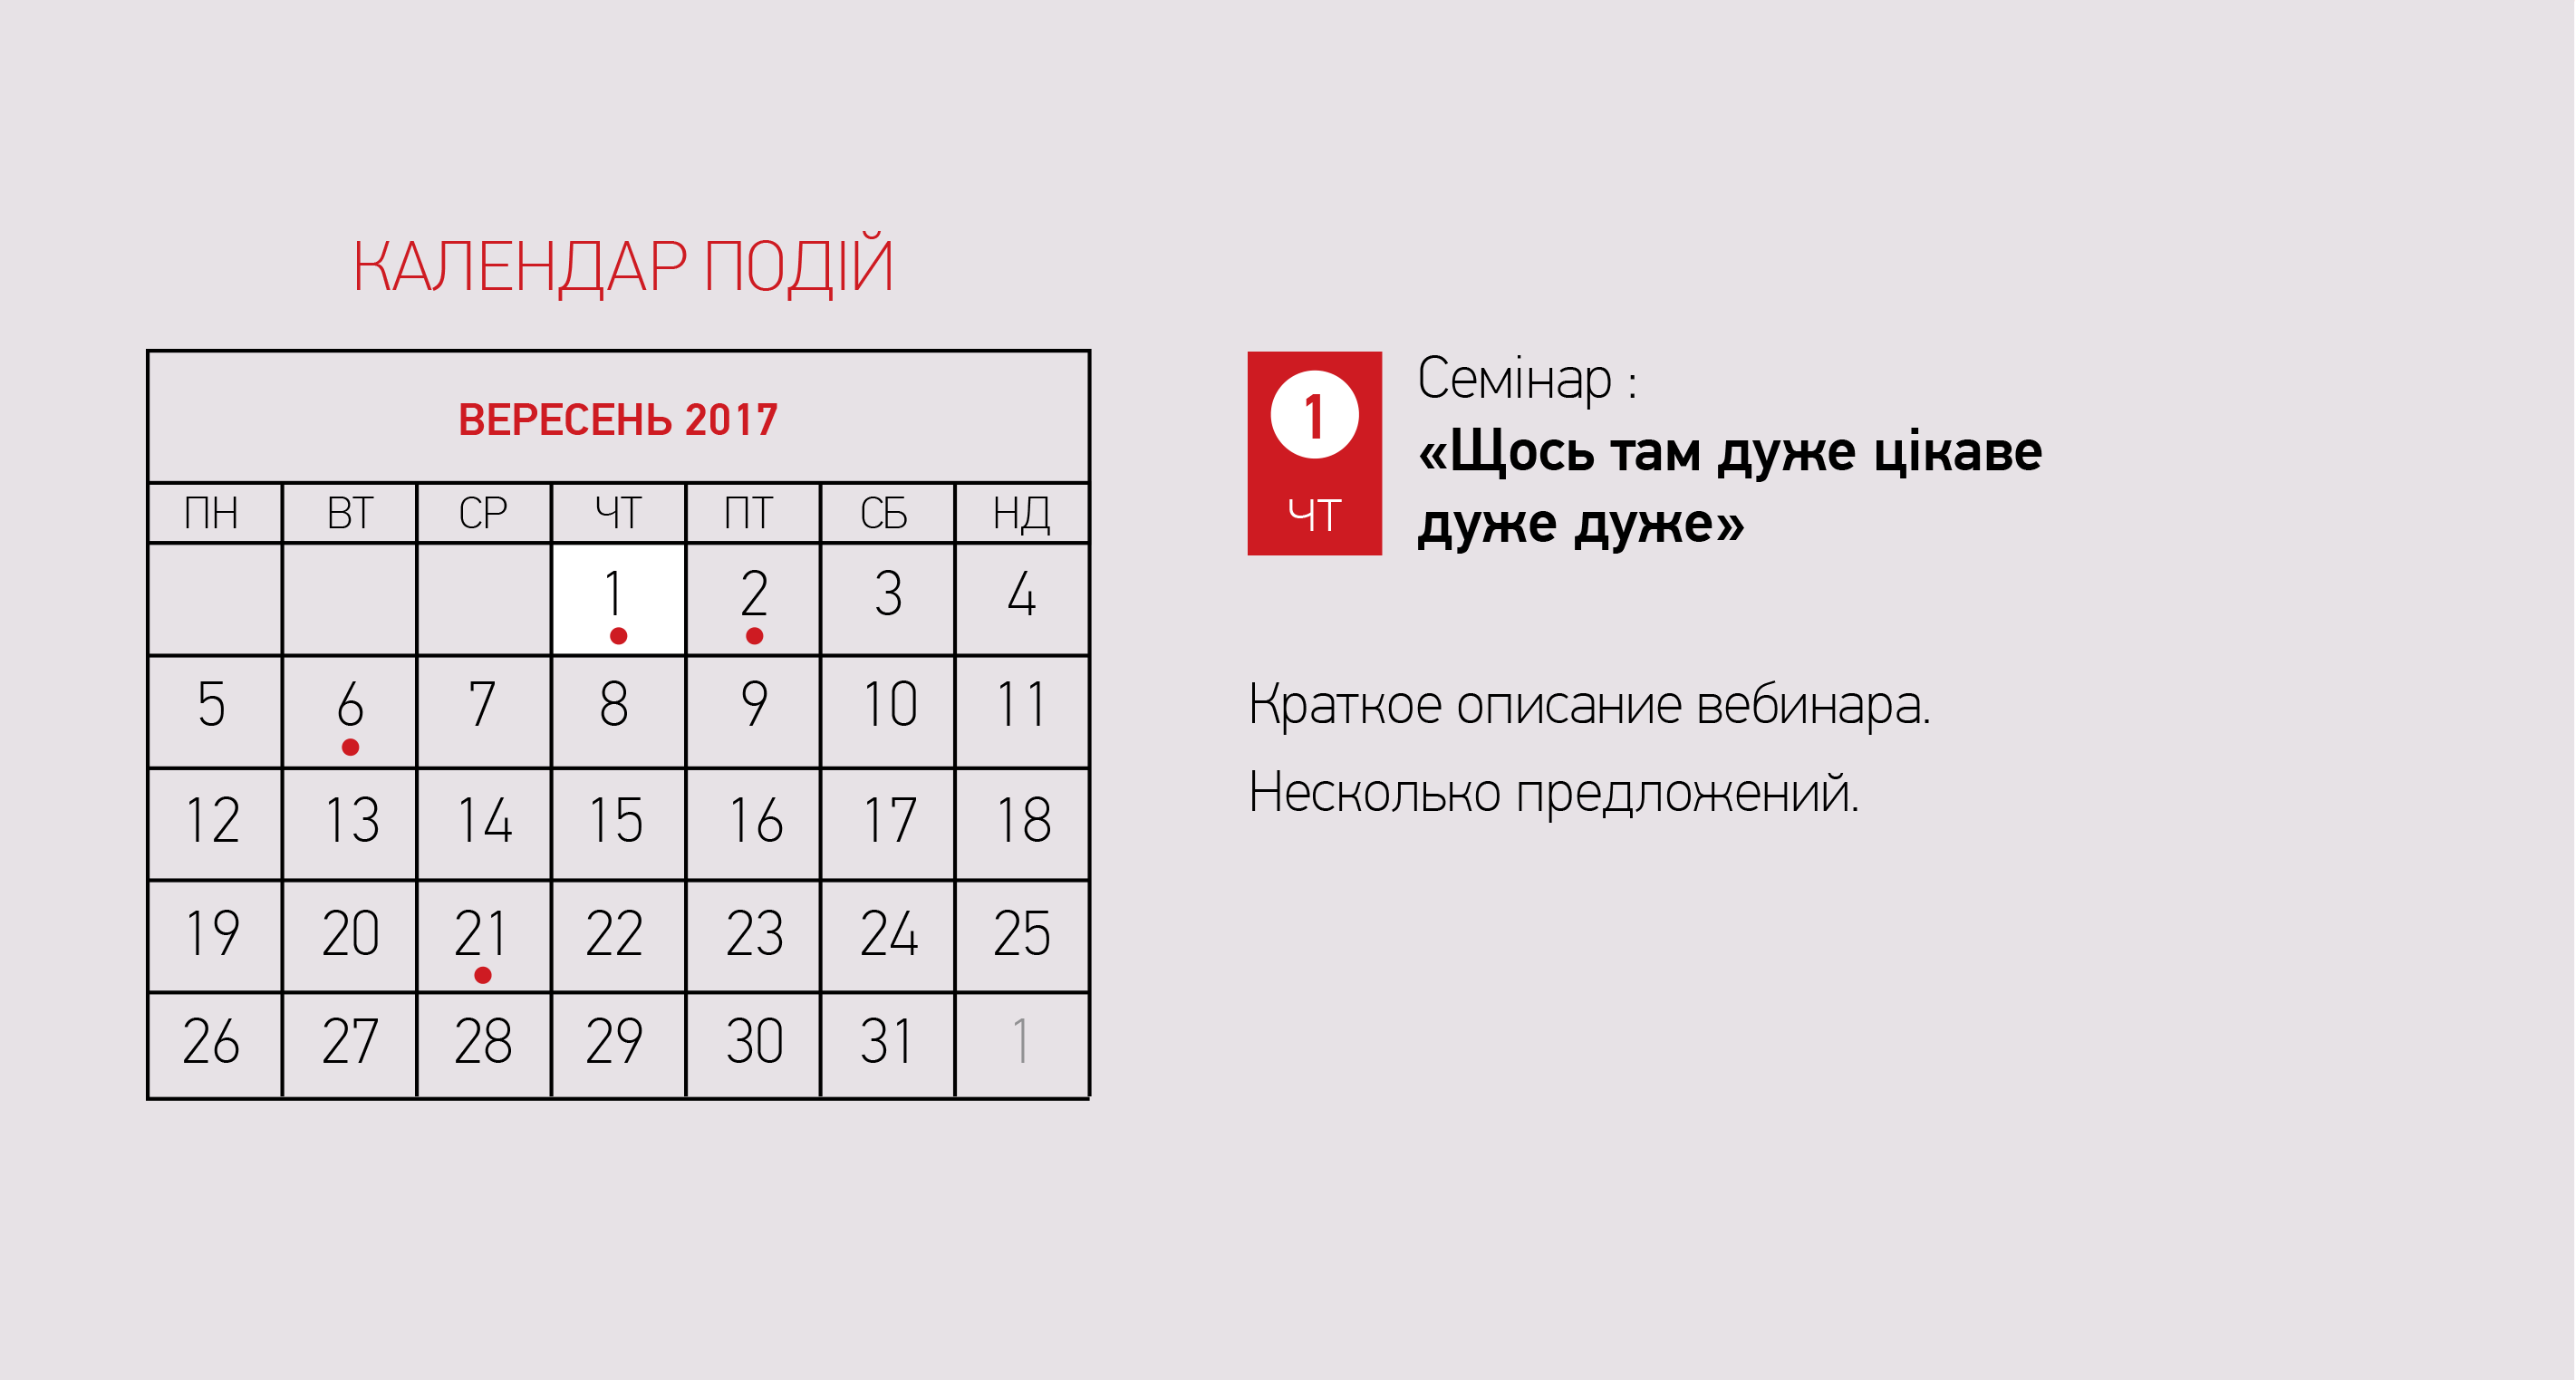 КАЛЕНДАР ПОДІЙ
ВЕРЕСЕНЬ 2017
ПН ВТ СР ЧТ ПТ СБ НД
1 2 3 4
5 6 7 8 9 10 11
12 13 14 15 16 17 18
19 20 21 22 23 24 25
26 27 28 29 30 31 1
1
ЧТ
Семінар :
«Щось там дуже цікаве
дуже дуже»
Краткое описание вебинара.
Несколько предложений.